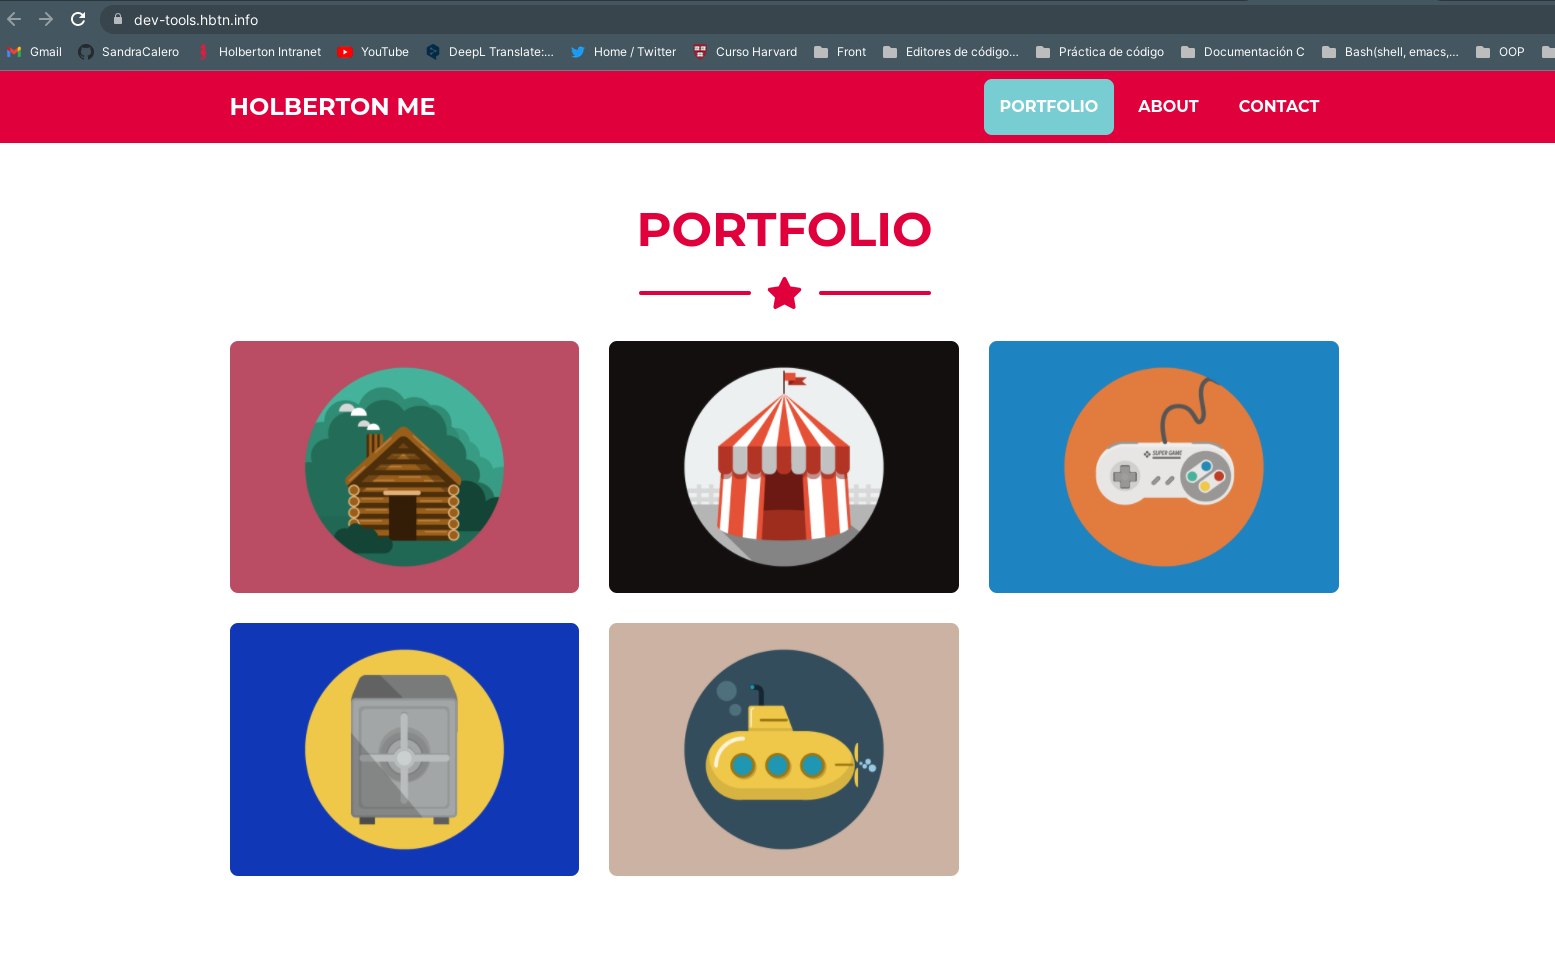 dev-tools.hbtn.info
Gmail SandraCalero Holberton Intranet YouTube DeepL Translate:... Home / Twitter Curso Harvard Front Editores de código... Práctica de código Documentación C Bash(shell, emacs,... OOP
HOLBERTON ME PORTFOLIO ABOUT CONTACT
PORTFOLIO
SUPER GAME